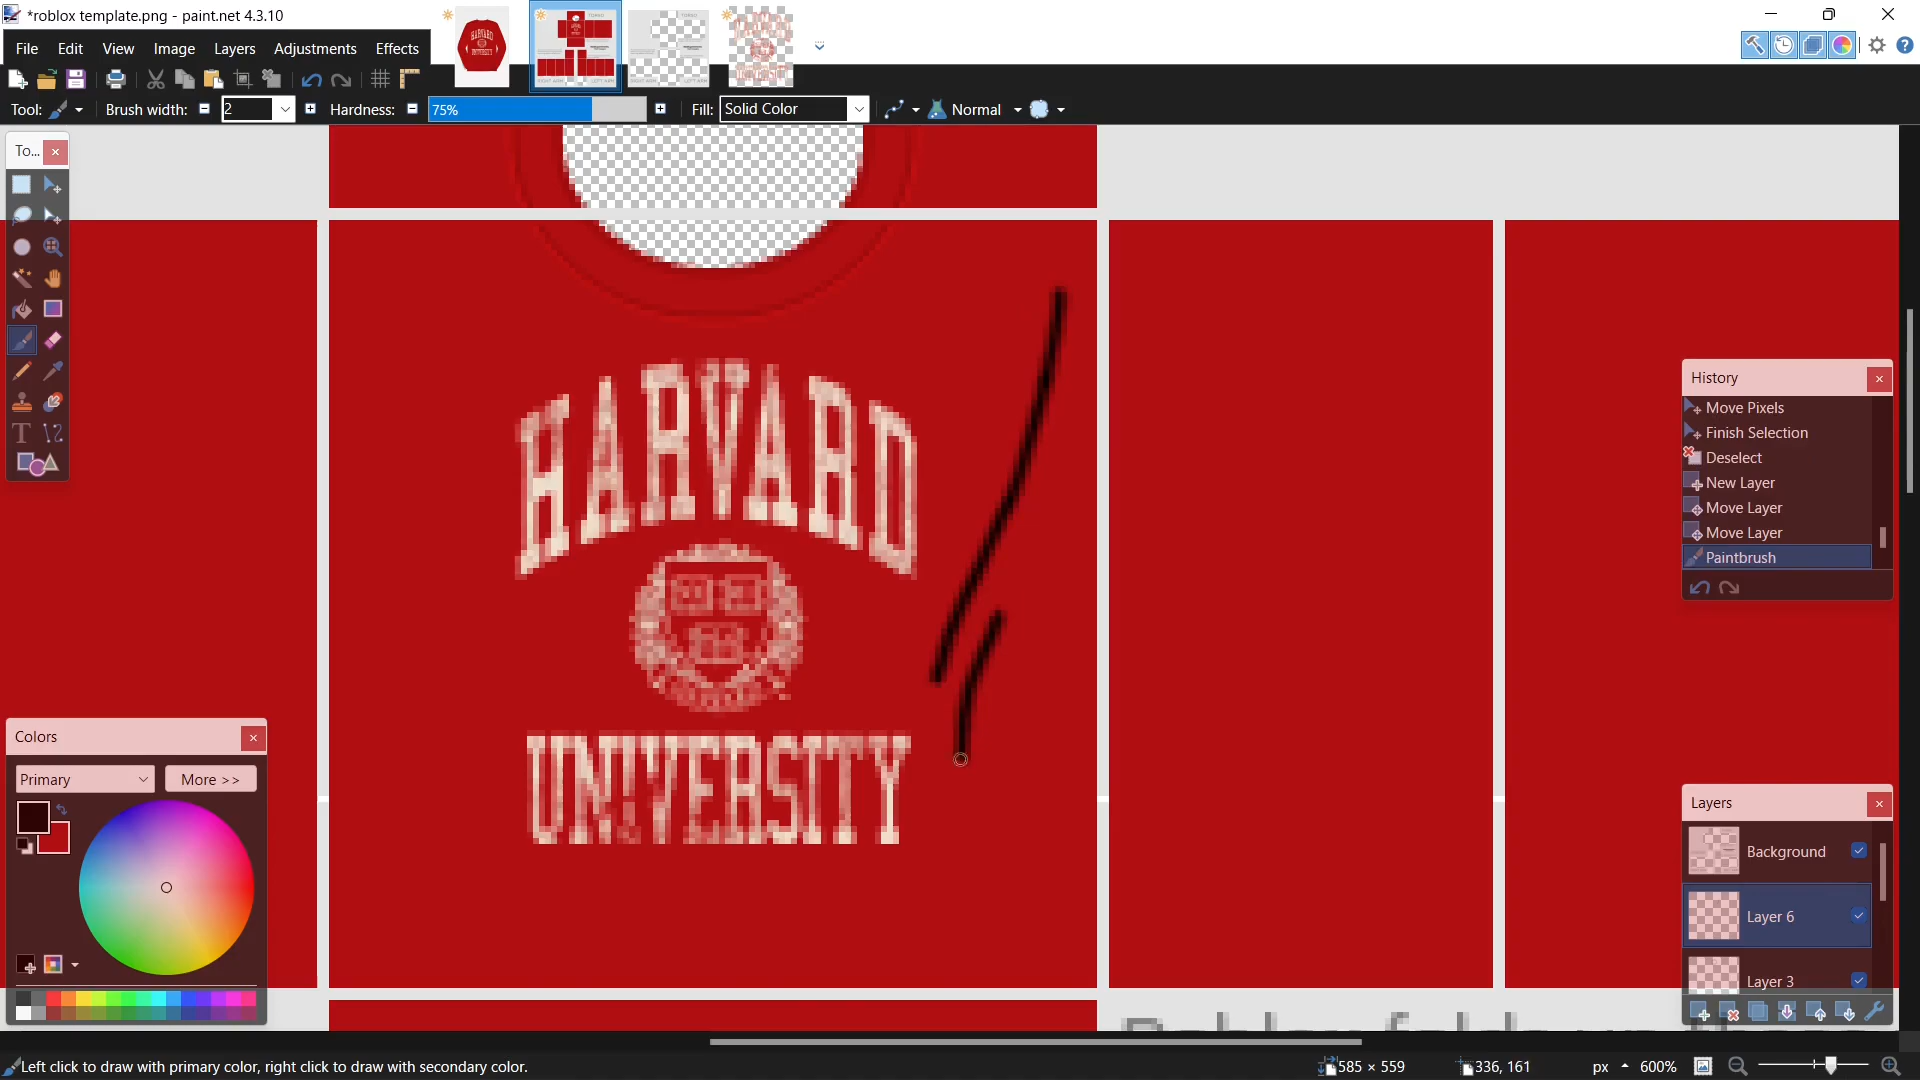 *roblox template.png - paint.net 4.3.10
File Edit View Image Layers Adjustments Effects
Tool: Brush width: 2 Hardness: 75% Fill: Solid Color Normal
To...
HARVARD
UNIVERSITY
History
Move Pixels
Finish Selection
Deselect
New Layer
Move Layer
Move Layer
Paintbrush
Colors
Primary More >>
Layers
Background
Layer 6
Layer 3
Left click to draw with primary color, right click to draw with secondary color. 585 × 559 336, 161 px 600%